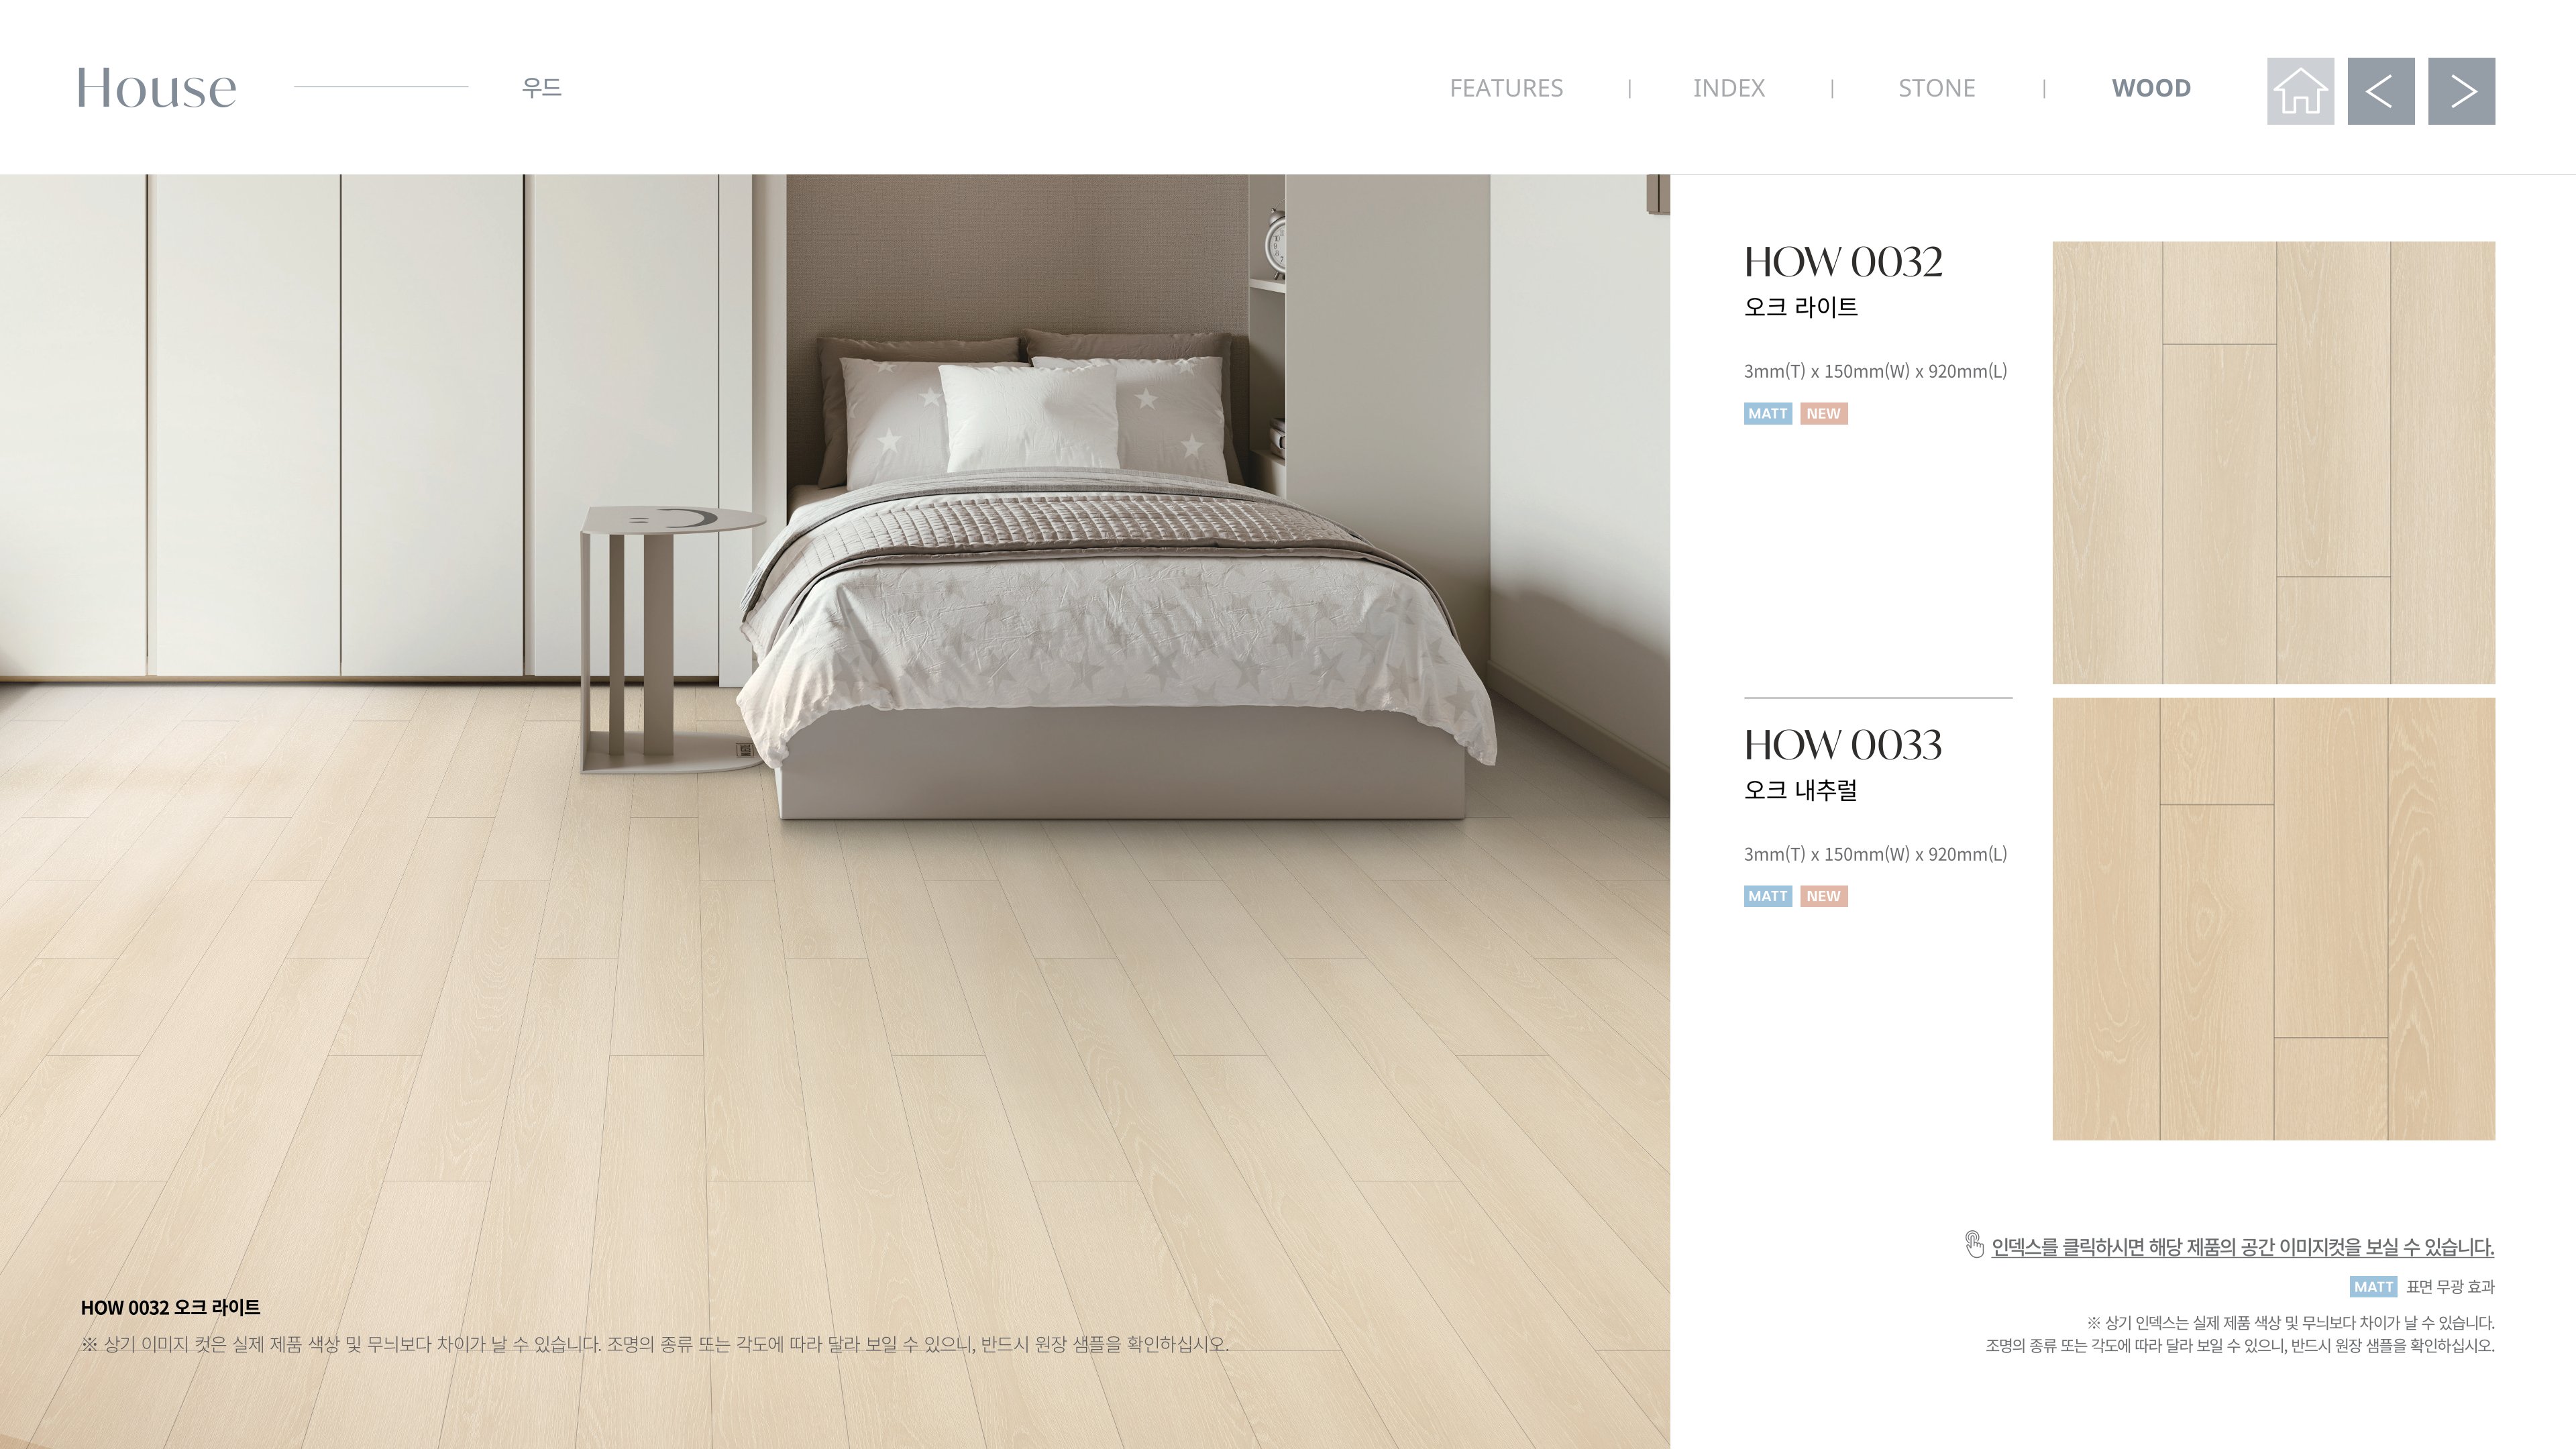 House
우드
FEATURES | INDEX | STONE | WOOD
HOW 0032
오크 라이트
3mm(T) x 150mm(W) x 920mm(L)
MATT NEW
HOW 0033
오크 내추럴
3mm(T) x 150mm(W) x 920mm(L)
MATT NEW
인덱스를 클릭하시면 해당 제품의 공간 이미지컷을 보실 수 있습니다.
MATT 표면 무광 효과
※ 상기 인덱스는 실제 제품 색상 및 무늬보다 차이가 날 수 있습니다.
조명의 종류 또는 각도에 따라 달라 보일 수 있으니, 반드시 원장 샘플을 확인하십시오.
HOW 0032 오크 라이트
※ 상기 이미지 컷은 실제 제품 색상 및 무늬보다 차이가 날 수 있습니다. 조명의 종류 또는 각도에 따라 달라 보일 수 있으니, 반드시 원장 샘플을 확인하십시오.